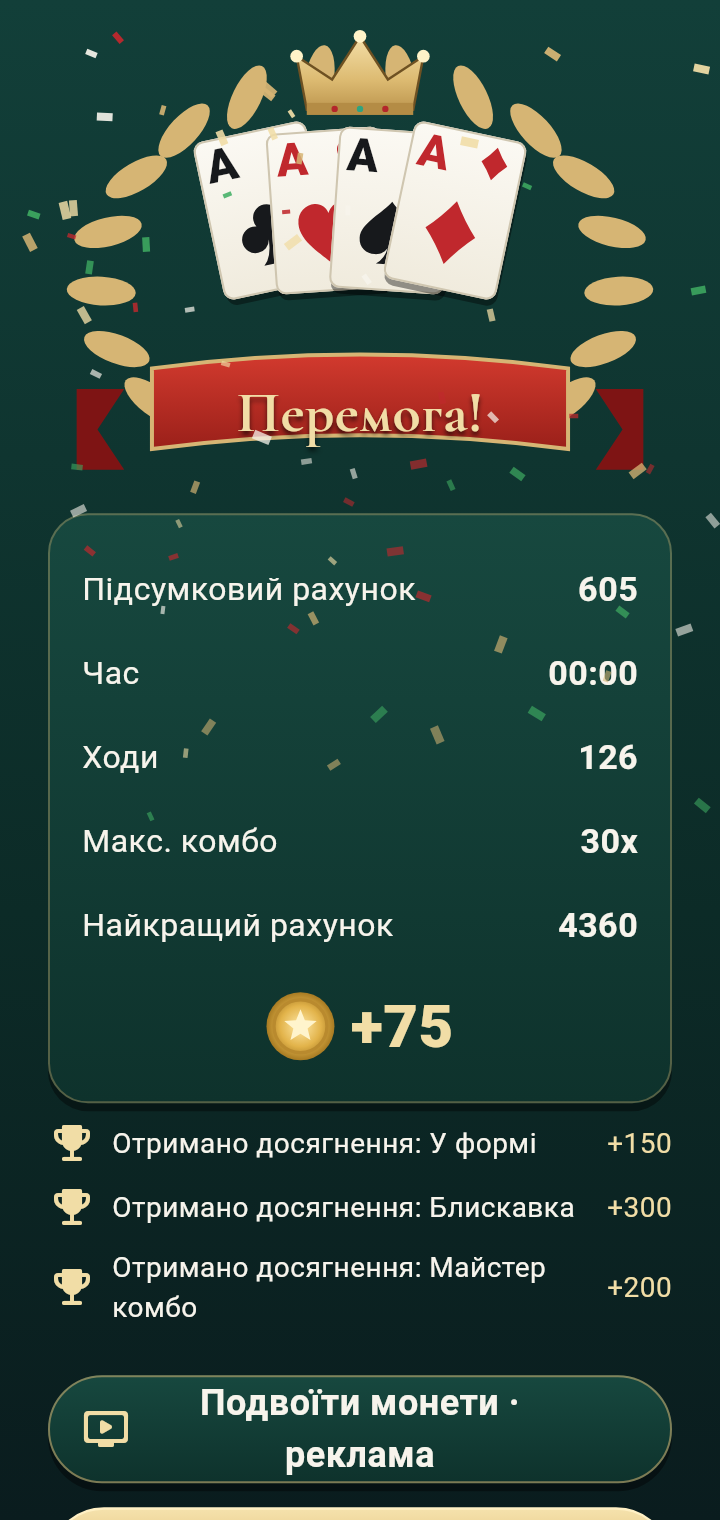 A A A A
Перемога!
Підсумковий рахунок 605
Час 00:00
Ходи 126
Макс. комбо 30x
Найкращий рахунок 4360
+75
Отримано досягнення: У формі +150
Отримано досягнення: Блискавка +300
Отримано досягнення: Майстер
комбо +200
Подвоїти монети ·
реклама